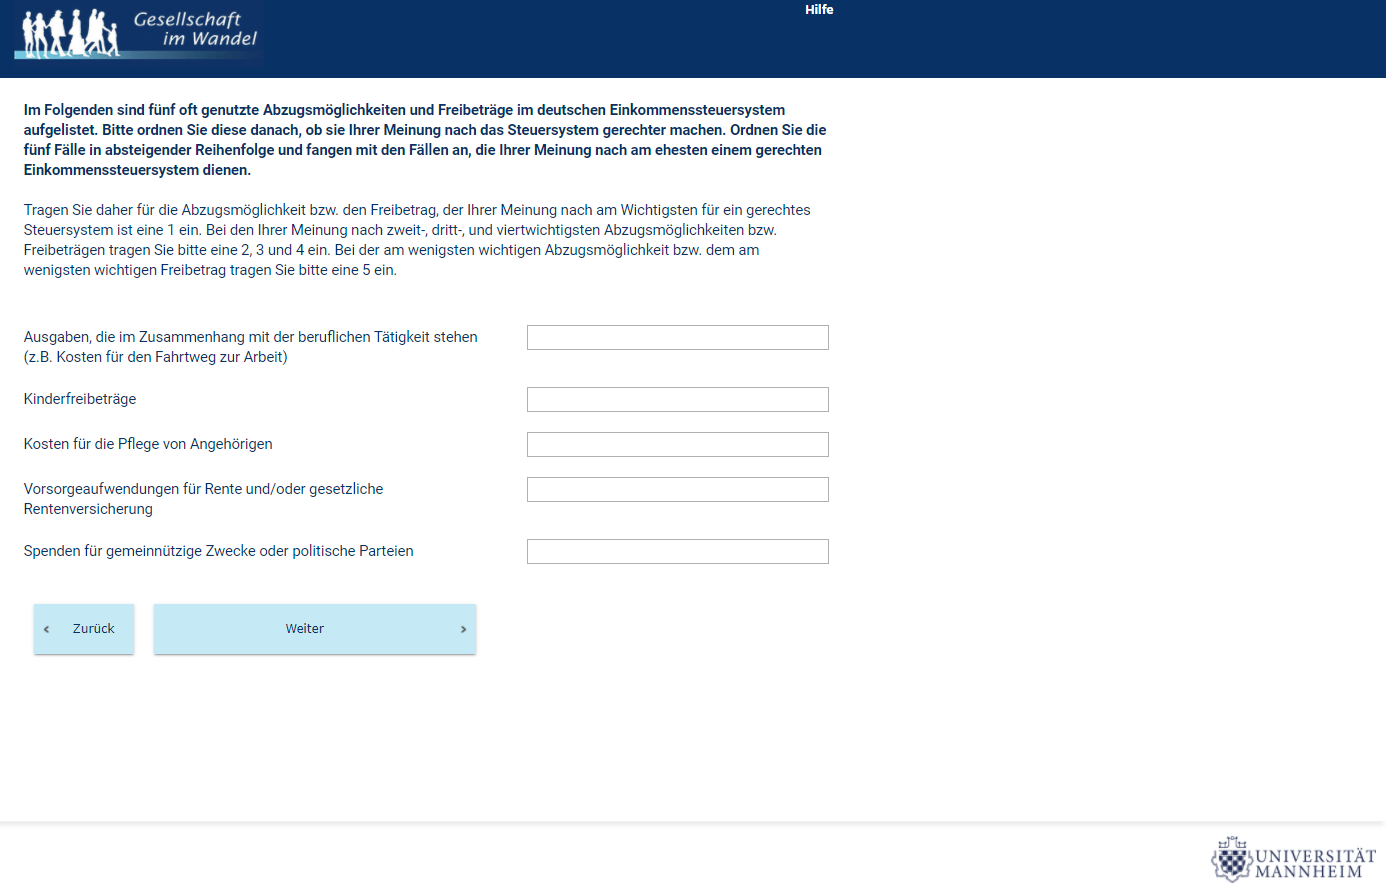 Gesellschaft
im Wandel
Hilfe
Im Folgenden sind fünf oft genutzte Abzugsmöglichkeiten und Freibeträge im deutschen Einkommenssteuersystem
aufgelistet. Bitte ordnen Sie diese danach, ob sie Ihrer Meinung nach das Steuersystem gerechter machen. Ordnen Sie die
fünf Fälle in absteigender Reihenfolge und fangen mit den Fällen an, die Ihrer Meinung nach am ehesten einem gerechten
Einkommenssteuersystem dienen.
Tragen Sie daher für die Abzugsmöglichkeit bzw. den Freibetrag, der Ihrer Meinung nach am Wichtigsten für ein gerechtes
Steuersystem ist eine 1 ein. Bei den Ihrer Meinung nach zweit-, dritt-, und viertwichtigsten Abzugsmöglichkeiten bzw.
Freibeträgen tragen Sie bitte eine 2, 3 und 4 ein. Bei der am wenigsten wichtigen Abzugsmöglichkeit bzw. dem am
wenigsten wichtigen Freibetrag tragen Sie bitte eine 5 ein.
Ausgaben, die im Zusammenhang mit der beruflichen Tätigkeit stehen
(z.B. Kosten für den Fahrtweg zur Arbeit)
Kinderfreibeträge
Kosten für die Pflege von Angehörigen
Vorsorgeaufwendungen für Rente und/oder gesetzliche
Rentenversicherung
Spenden für gemeinnützige Zwecke oder politische Parteien
‹ Zurück
Weiter ›
UNIVERSITÄT
MANNHEIM